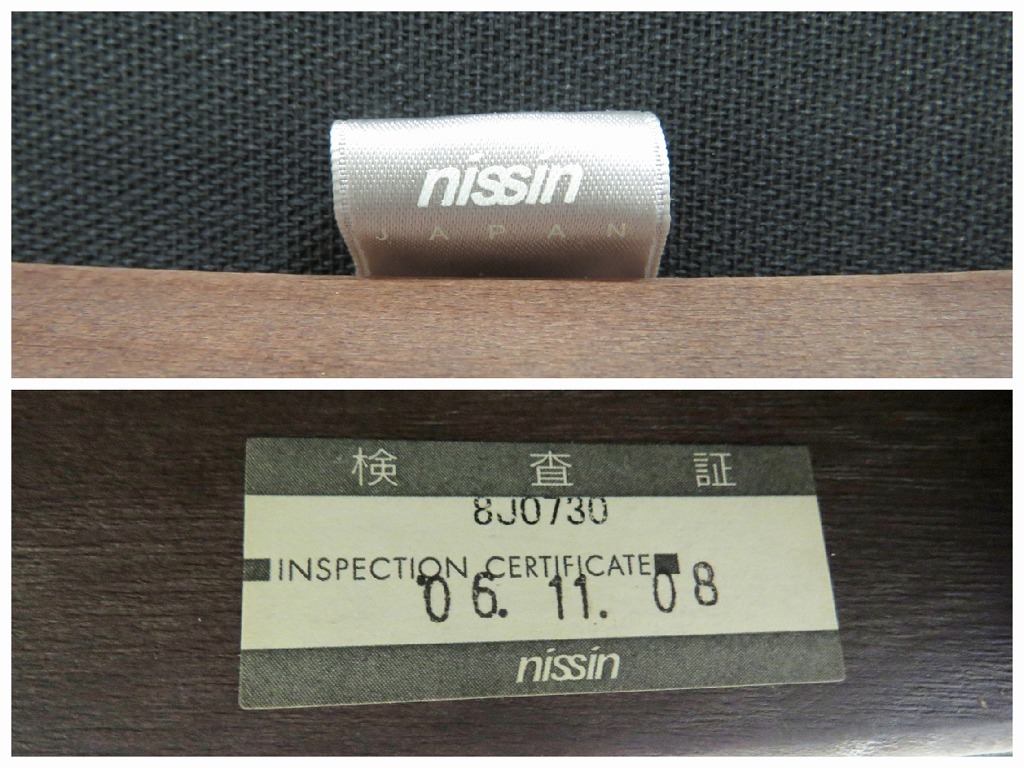 nissin
JAPAN
検査証
8J0730
INSPECTION CERTIFICATE
'06. 11. 08
nissin